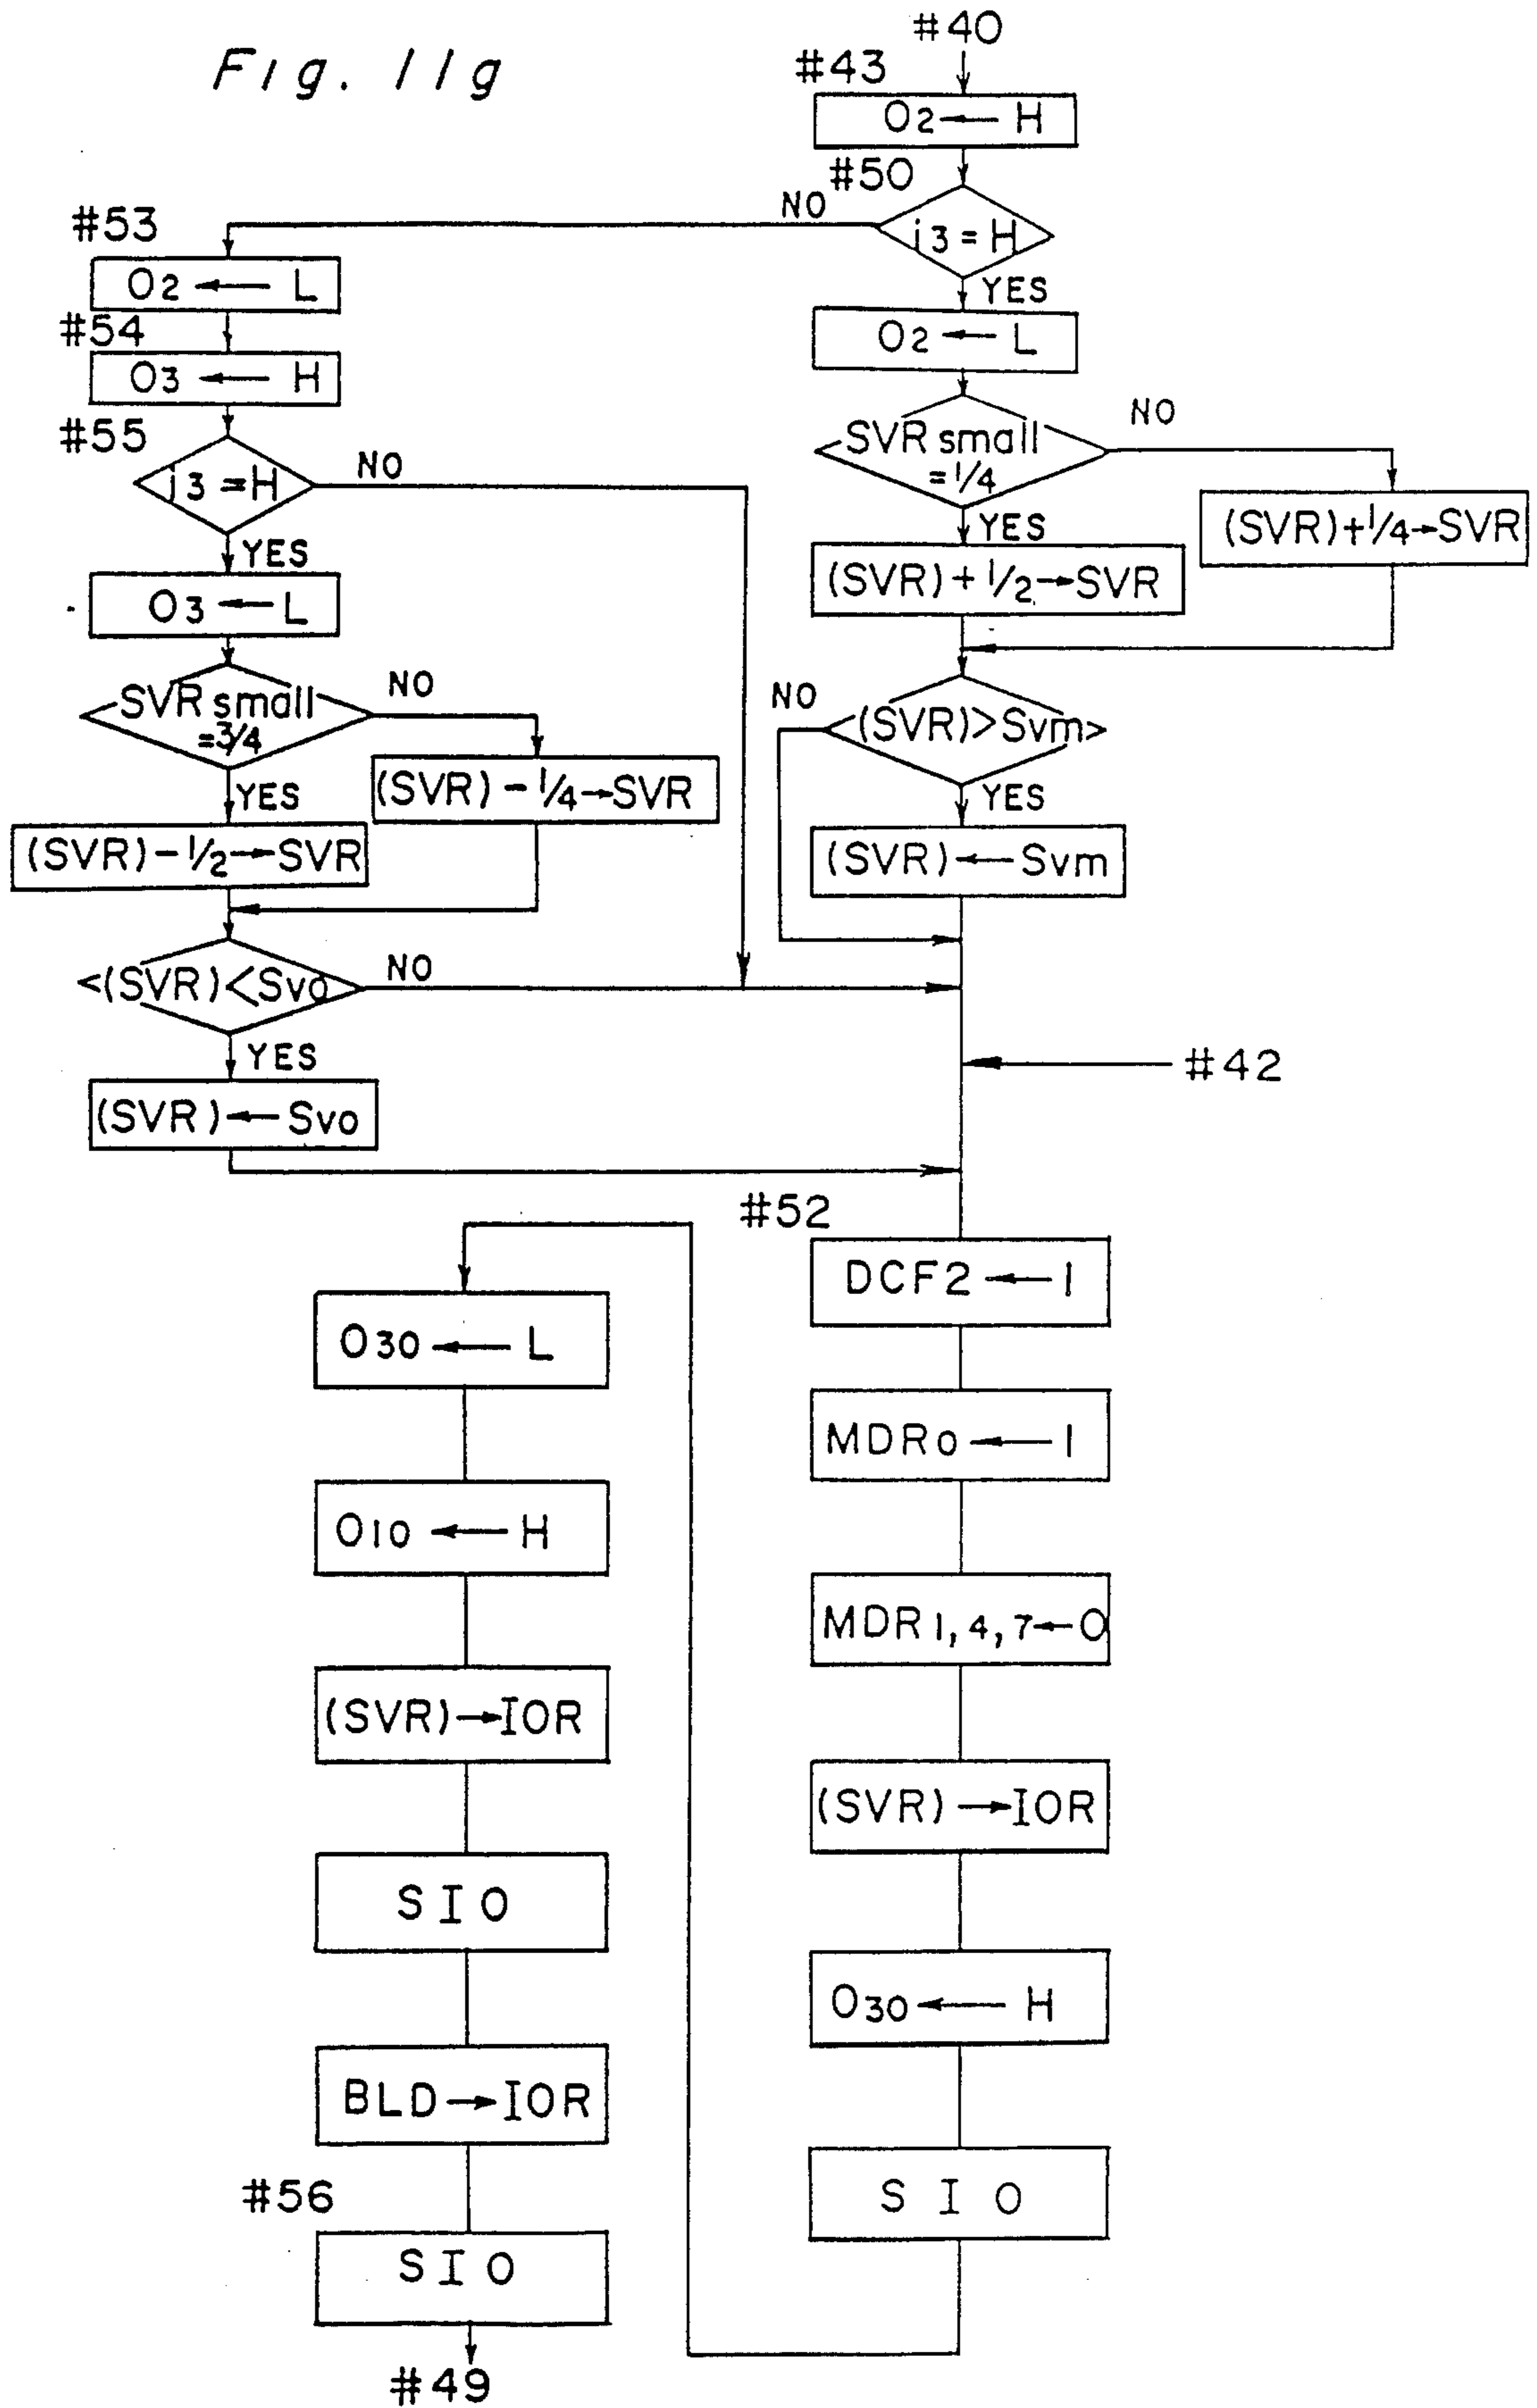 Fig. 11g
#40
#43
O2 ← H
#50
i3 = H
NO
YES
O2 ← L
SVR small
= 1/4
NO
YES
(SVR)+1/4→SVR
(SVR)+1/2→SVR
(SVR)>Svm
NO
YES
(SVR)←Svm
#53
O2 ← L
#54
O3 ← H
#55
i3 = H
NO
YES
O3 ← L
SVR small
=3/4
NO
YES
(SVR)-1/4→SVR
(SVR)-1/2→SVR
(SVR)<Svo
NO
YES
(SVR)←Svo
#42
#52
DCF2 ← 1
MDR0 ← 1
MDR1,4,7←0
(SVR)→IOR
O30 ← H
SIO
O30 ← L
O10 ← H
(SVR)→IOR
SIO
BLD→IOR
#56
SIO
#49